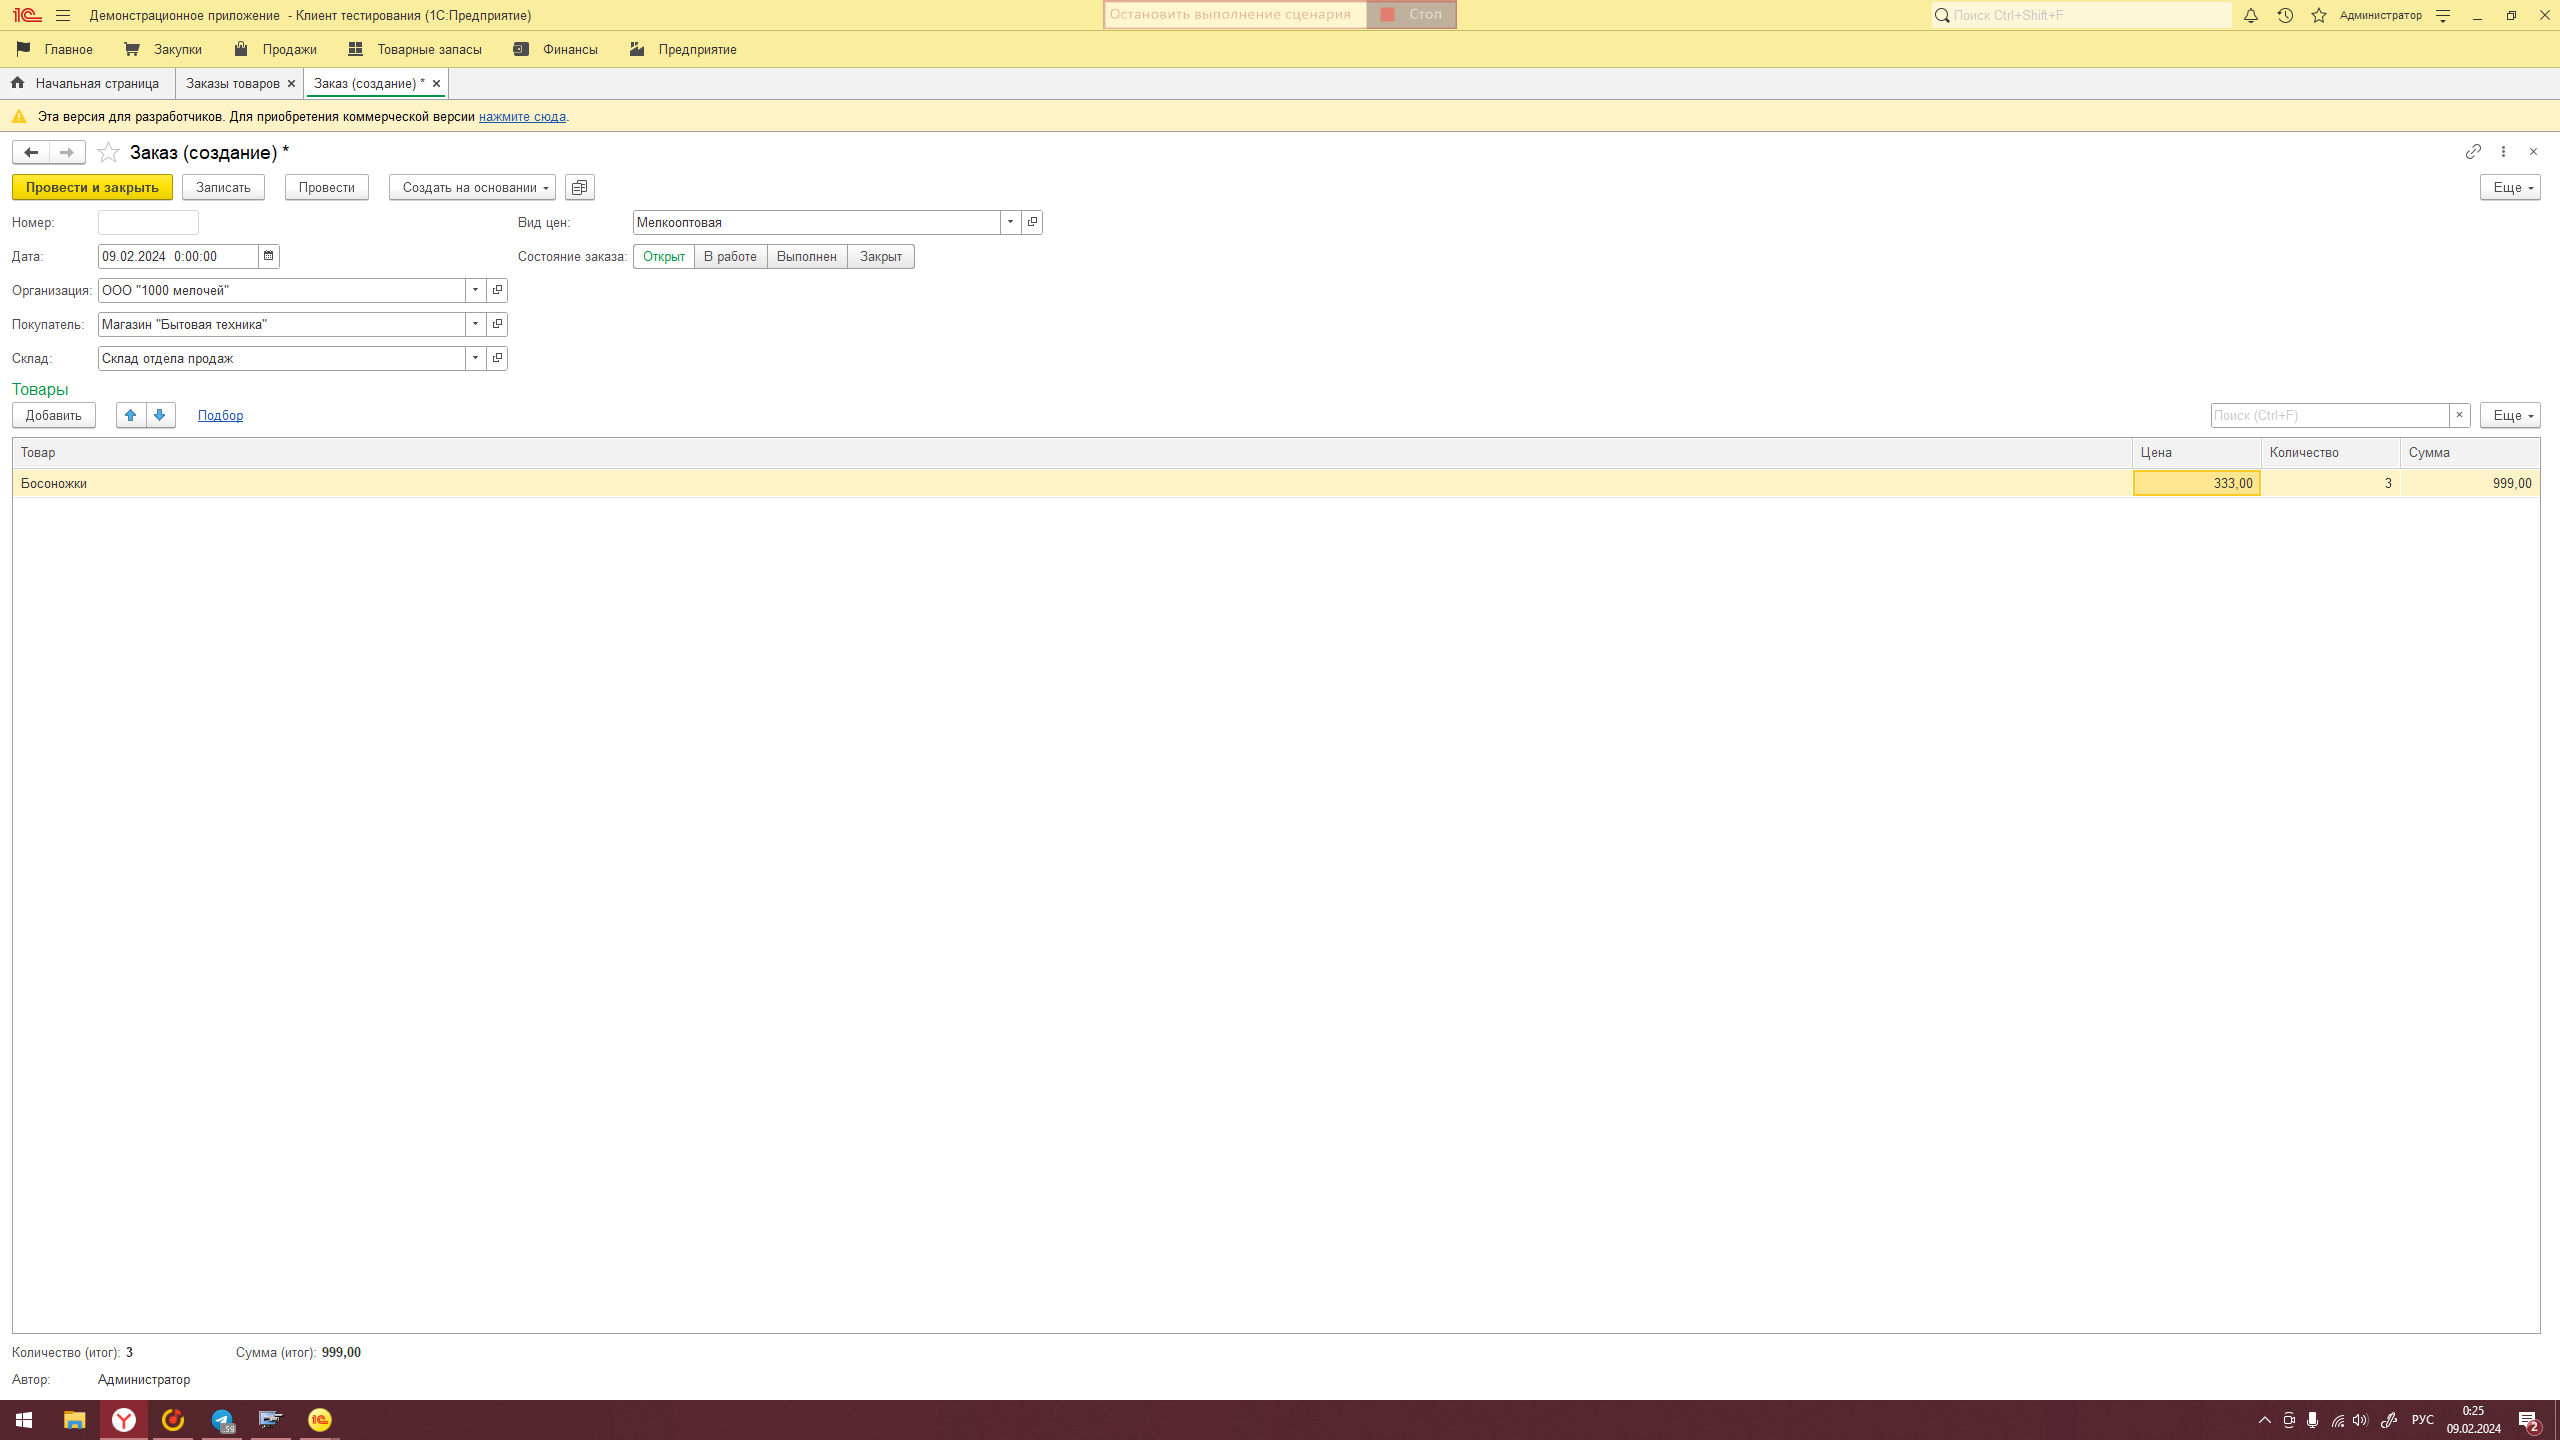 Демонстрационное приложение - Клиент тестирования (1С:Предприятие)
Остановить выполнение сценария Стоп
Поиск Ctrl+Shift+F
Администратор
Главное Закупки Продажи Товарные запасы Финансы Предприятие
Начальная страница Заказы товаров × Заказ (создание) * ×
Эта версия для разработчиков. Для приобретения коммерческой версии нажмите сюда.
Заказ (создание) *
Провести и закрыть Записать Провести Создать на основании Еще
Номер: Вид цен: Мелкооптовая
Дата: 09.02.2024 0:00:00 Состояние заказа: Открыт В работе Выполнен Закрыт
Организация: ООО "1000 мелочей"
Покупатель: Магазин "Бытовая техника"
Склад: Склад отдела продаж
Товары
Добавить Подбор Поиск (Ctrl+F) × Еще
Товар Цена Количество Сумма
Босоножки 333,00 3 999,00
Количество (итог): 3 Сумма (итог): 999,00
Автор: Администратор
59
РУС
0:25
09.02.2024
2